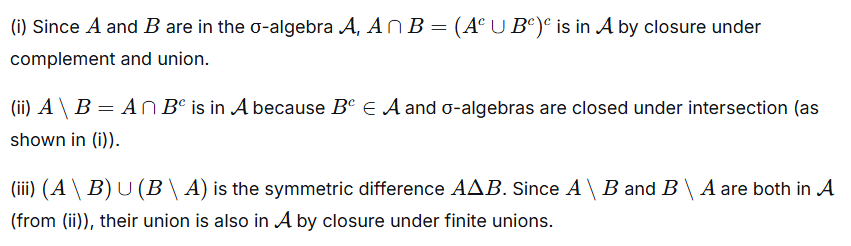 (i) Since A and B are in the σ-algebra 𝒜, A ∩ B = (Aᶜ ∪ Bᶜ)ᶜ is in 𝒜 by closure under
complement and union.
(ii) A \ B = A ∩ Bᶜ is in 𝒜 because Bᶜ ∈ 𝒜 and σ-algebras are closed under intersection (as
shown in (i)).
(iii) (A \ B) ∪ (B \ A) is the symmetric difference AΔB. Since A \ B and B \ A are both in 𝒜
(from (ii)), their union is also in 𝒜 by closure under finite unions.